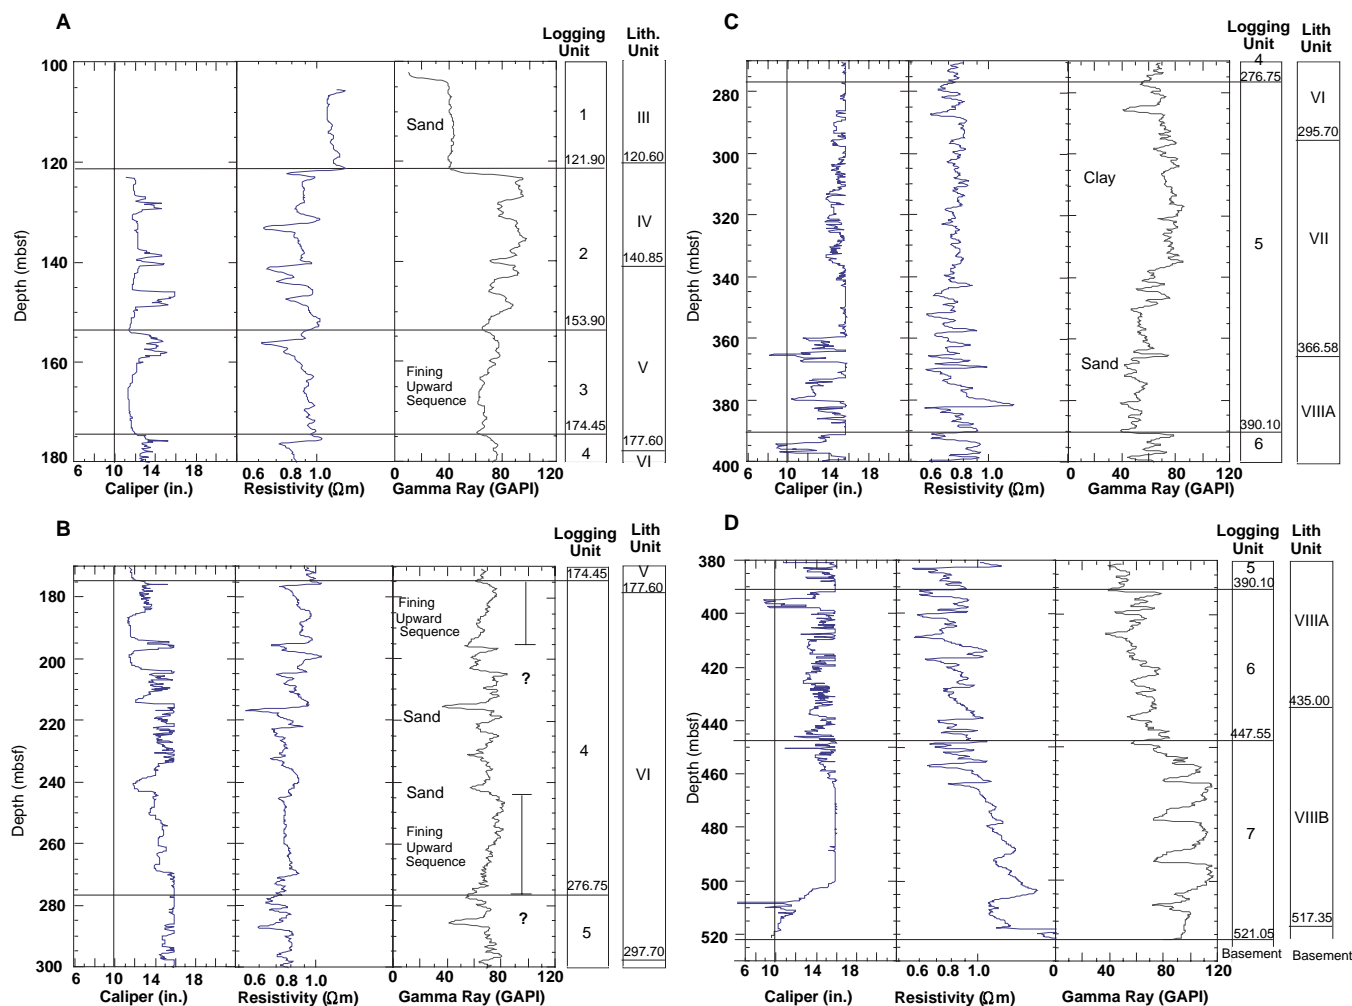 A
Logging Unit
Lith. Unit
100
120
140
160
180
Depth (mbsf)
Sand
Fining
Upward
Sequence
1
121.90
2
153.90
3
174.45
4
III
120.60
IV
140.85
V
177.60
VI
6 10 14 18
0.6 1.0
0 40 80 120
Caliper (in.)
Resistivity (Ωm)
Gamma Ray (GAPI)
B
Logging Unit
Lith Unit
180
200
220
240
260
280
300
Depth (mbsf)
Fining
Upward
Sequence
?
Sand
Sand
Fining
Upward
Sequence
?
174.45
4
276.75
5
V
177.60
VI
297.70
6 10 14 18
0.6 1.0
0 40 80 120
Caliper (in.)
Resistivity (Ωm)
Gamma Ray (GAPI)
C
Logging Unit
Lith Unit
280
300
320
340
360
380
400
Depth (mbsf)
Clay
Sand
4
276.75
5
390.10
6
VI
295.70
VII
366.58
VIIIA
6 10 14 18
0.6 1.0
0 40 80 120
Caliper (in.)
Resistivity (Ωm)
Gamma Ray (GAPI)
D
Logging Unit
Lith Unit
380
400
420
440
460
480
500
520
Depth (mbsf)
5
390.10
6
447.55
7
521.05
Basement
VIIIA
435.00
VIIIB
517.35
Basement
6 10 14 18
0.6 1.0
0 40 80 120
Caliper (in.)
Resistivity (Ωm)
Gamma Ray (GAPI)